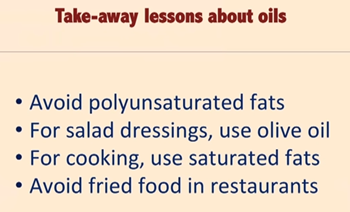 Take-away lessons about oils
• Avoid polyunsaturated fats
• For salad dressings, use olive oil
• For cooking, use saturated fats
• Avoid fried food in restaurants